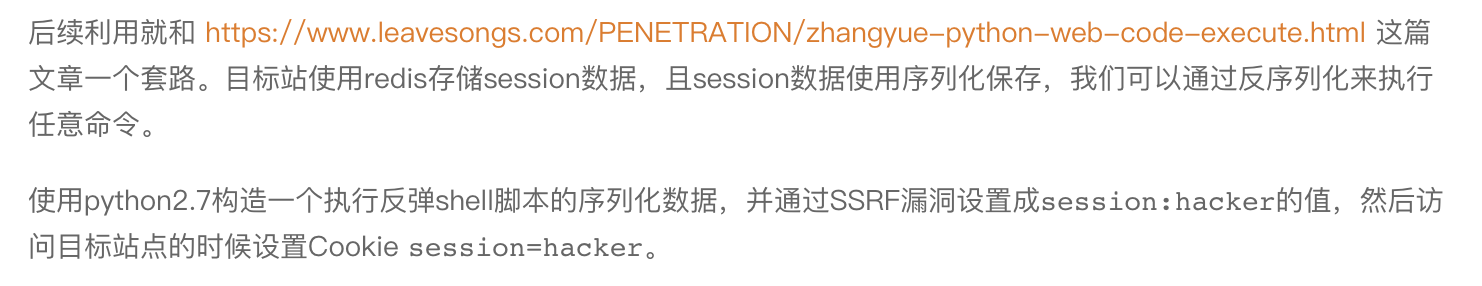 后续利用就和 https://www.leavesongs.com/PENETRATION/zhangyue-python-web-code-execute.html 这篇
文章一个套路。目标站使用redis存储session数据，且session数据使用序列化保存，我们可以通过反序列化来执行
任意命令。
使用python2.7构造一个执行反弹shell脚本的序列化数据，并通过SSRF漏洞设置成session:hacker的值，然后访
问目标站点的时候设置Cookie session=hacker。